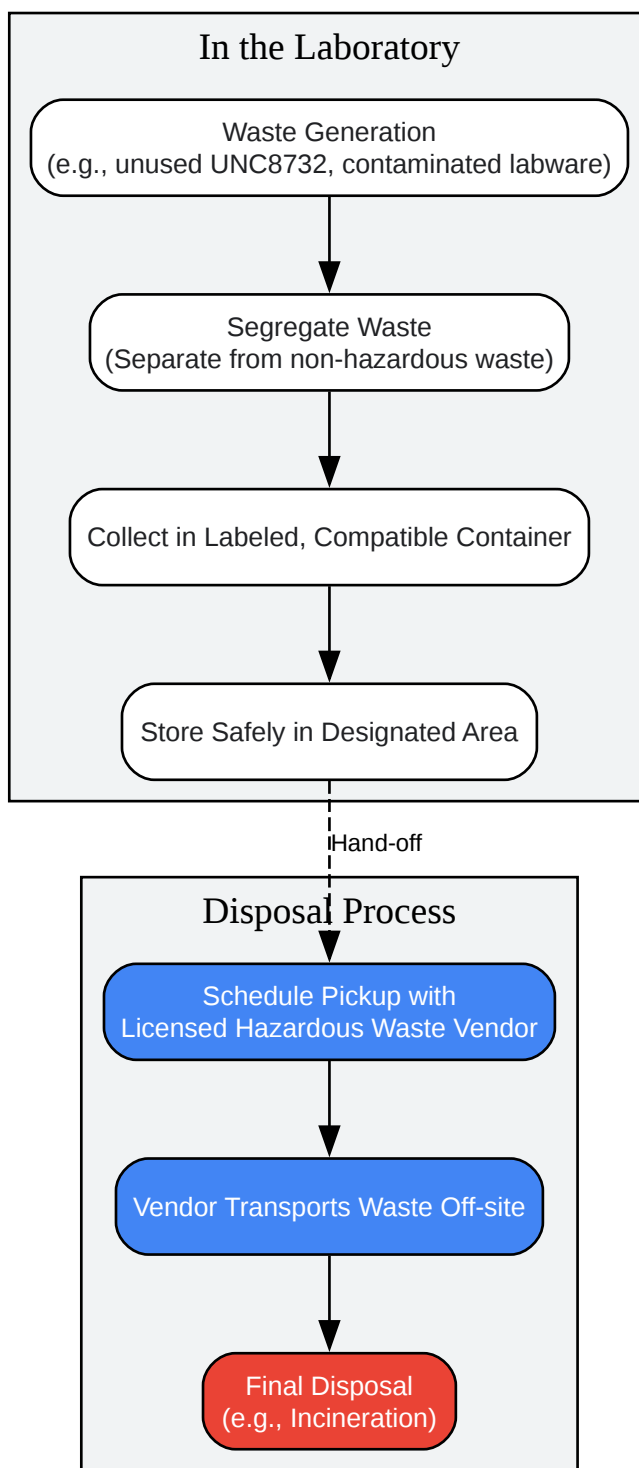 In the Laboratory
Waste Generation
(e.g., unused UNC8732, contaminated labware)
Segregate Waste
(Separate from non-hazardous waste)
Collect in Labeled, Compatible Container
Store Safely in Designated Area
Hand-off
Disposal Process
Schedule Pickup with
Licensed Hazardous Waste Vendor
Vendor Transports Waste Off-site
Final Disposal
(e.g., Incineration)